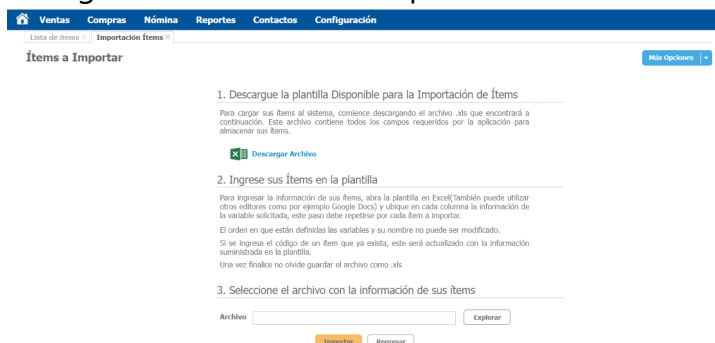 Ventas Compras Nómina Reportes Contactos Configuración
Lista de ítems × Importación Ítems ×
Ítems a Importar
Más Opciones
1. Descargue la plantilla Disponible para la Importación de Ítems
Para cargar sus ítems al sistema, comience descargando el archivo .xls que encontrará a
continuación. Este archivo contiene todos los campos requeridos por la aplicación para
almacenar sus ítems.
Descargar Archivo
2. Ingrese sus Ítems en la plantilla
Para ingresar la información de sus ítems, abra la plantilla en Excel(También puede utilizar
otros editores como por ejemplo Google Docs) y ubique en cada columna la información de
la variable solicitada, este paso debe repetirse por cada ítem a importar.
El orden en que están definidas las variables y su nombre no puede ser modificado.
Si se ingresa el código de un ítem que ya exista, este será actualizado con la información
suministrada en la plantilla.
Una vez finalice no olvide guardar el archivo como .xls
3. Seleccione el archivo con la información de sus ítems
Archivo Explorar
Importar Regresar